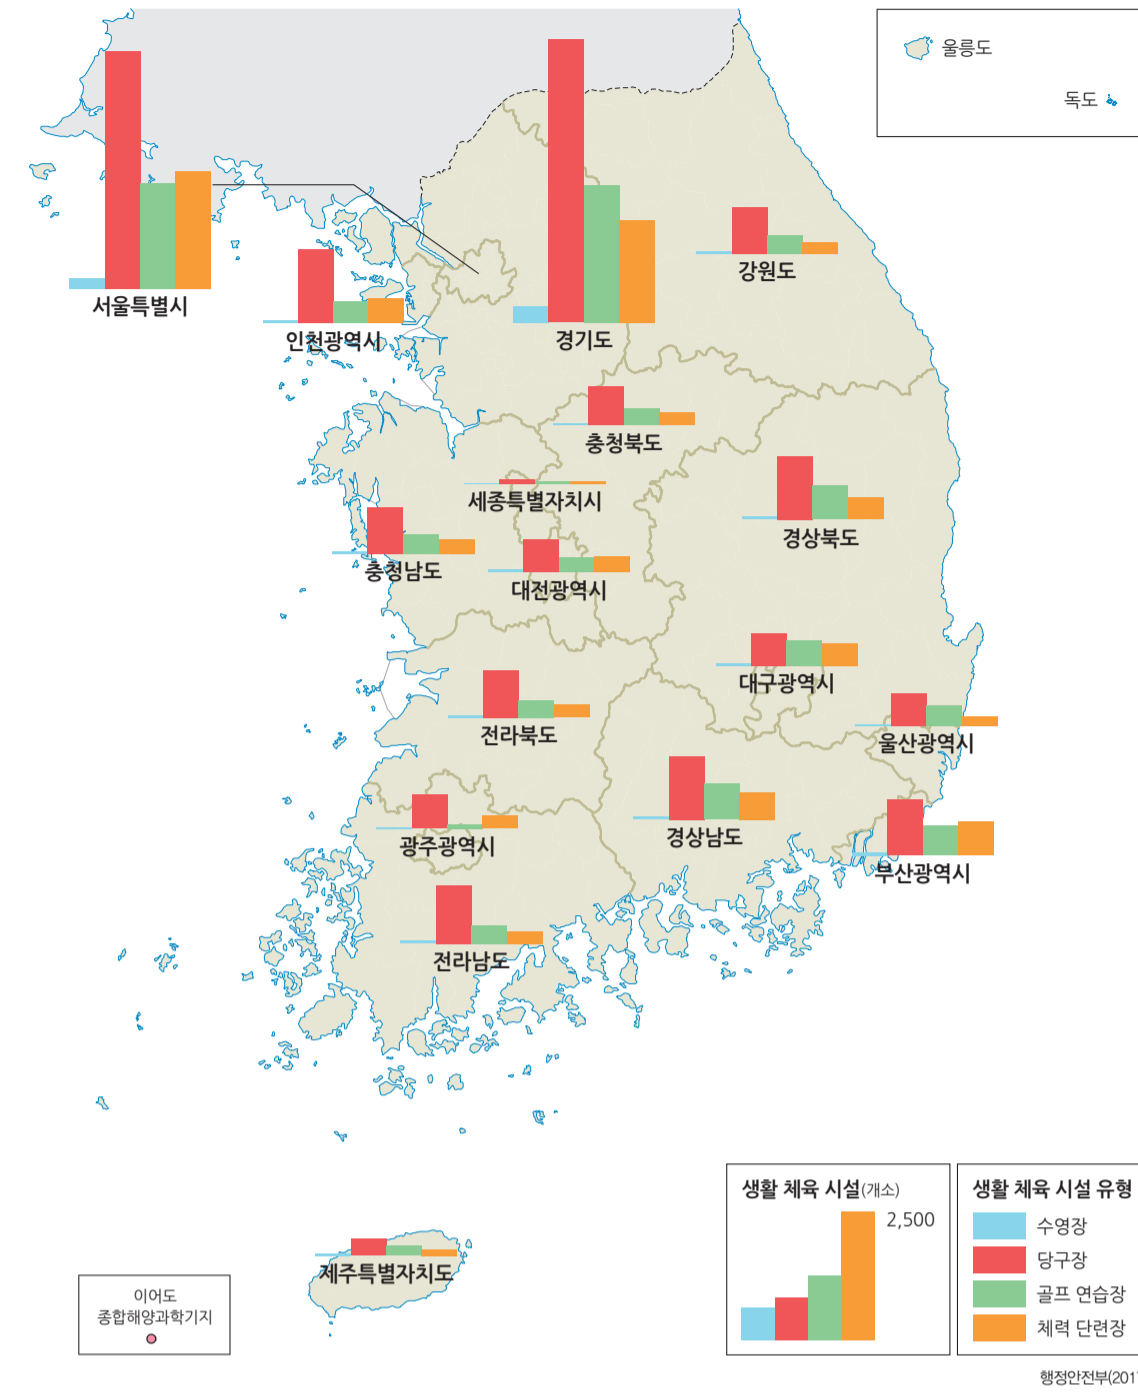 울릉도
독도
서울특별시
인천광역시
경기도
강원도
충청북도
세종특별자치시
경상북도
충청남도
대전광역시
대구광역시
전라북도
울산광역시
광주광역시
경상남도
부산광역시
전라남도
제주특별자치도
이어도
종합해양과학기지
생활 체육 시설(개소)
2,500
생활 체육 시설 유형
수영장
당구장
골프 연습장
체력 단련장
행정안전부(2017